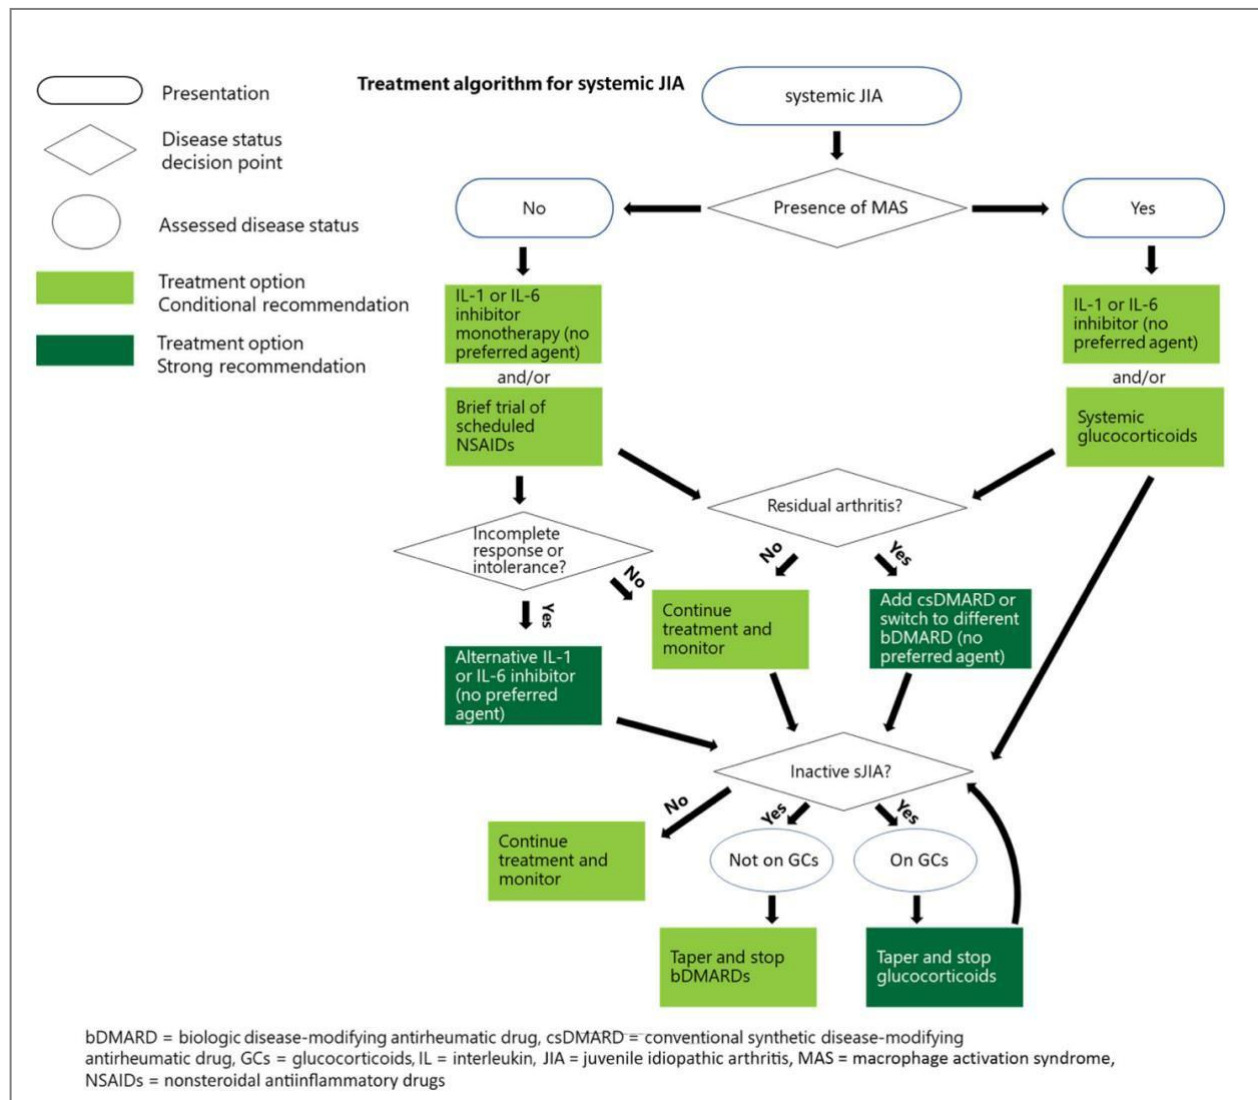 Treatment algorithm for systemic JIA
Presentation
Disease status
decision point
Assessed disease status
Treatment option
Conditional recommendation
Treatment option
Strong recommendation
systemic JIA
Presence of MAS
No
Yes
IL-1 or IL-6
inhibitor
monotherapy (no
preferred agent)
and/or
Brief trial of
scheduled
NSAIDs
IL-1 or IL-6
inhibitor (no
preferred agent)
and/or
Systemic
glucocorticoids
Residual arthritis?
No
Yes
Incomplete
response or
intolerance?
No
Yes
Continue
treatment and
monitor
Add csDMARD or
switch to different
bDMARD (no
preferred agent)
Alternative IL-1
or IL-6 inhibitor
(no preferred
agent)
Inactive sJIA?
No
Yes
Yes
Continue
treatment and
monitor
Not on GCs
On GCs
Taper and stop
bDMARDs
Taper and stop
glucocorticoids
bDMARD = biologic disease-modifying antirheumatic drug, csDMARD = conventional synthetic disease-modifying
antirheumatic drug, GCs = glucocorticoids, IL = interleukin, JIA = juvenile idiopathic arthritis, MAS = macrophage activation syndrome,
NSAIDs = nonsteroidal antiinflammatory drugs